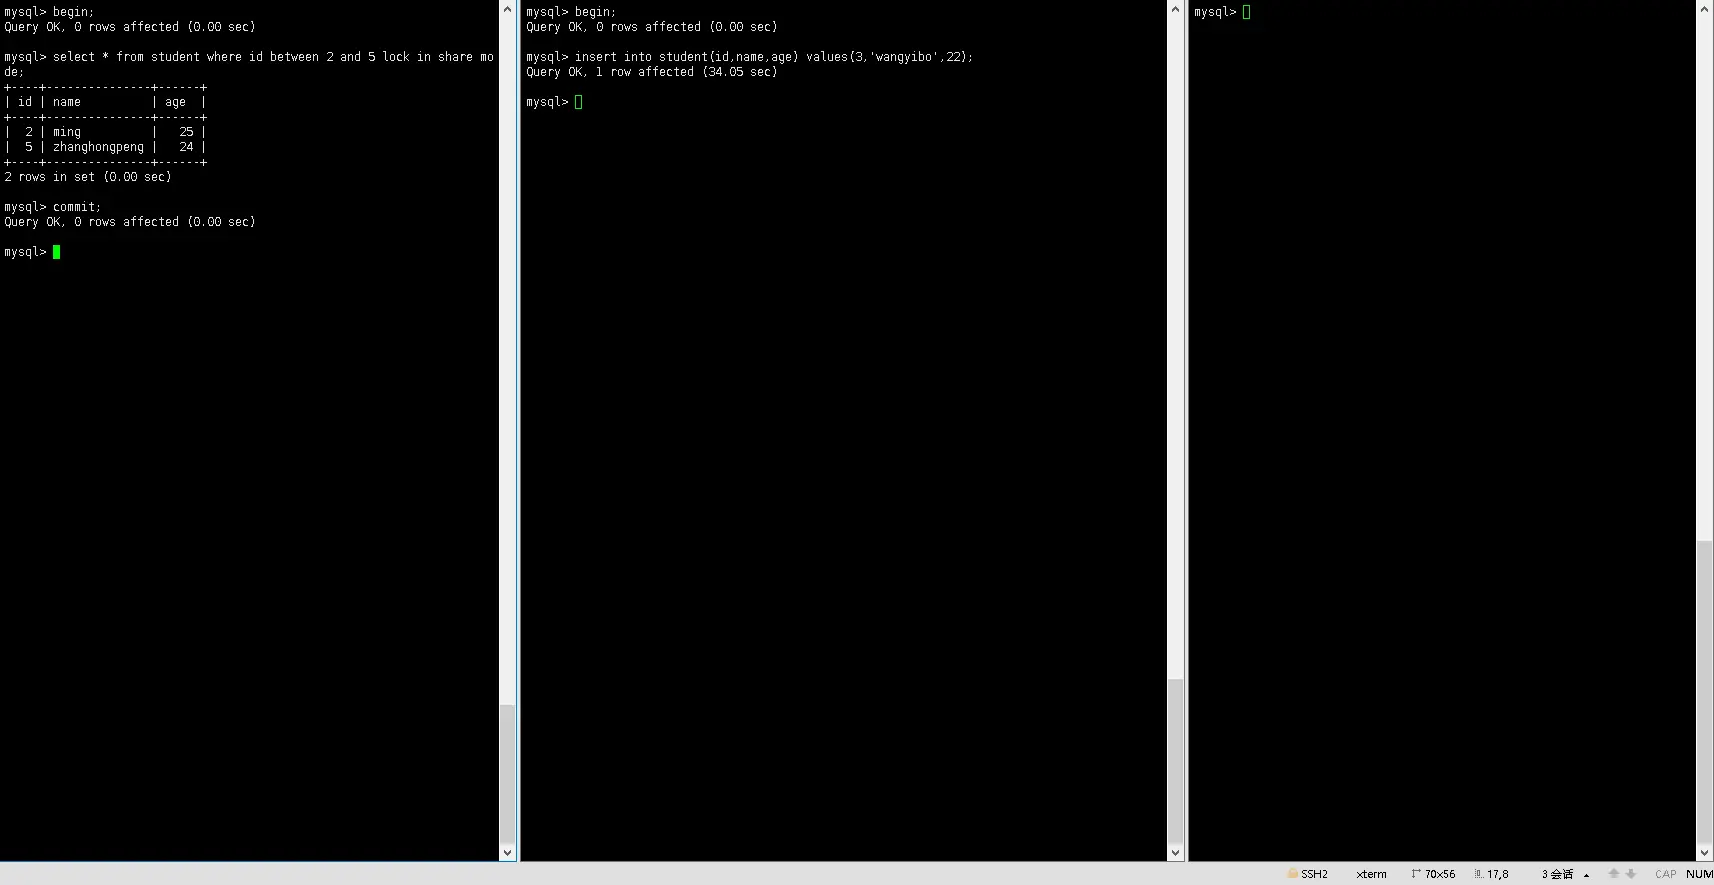 mysql> begin;
Query OK, 0 rows affected (0.00 sec)
mysql> select * from student where id between 2 and 5 lock in share mo
de;
+----+---------------+------+
| id | name          | age  |
+----+---------------+------+
|  2 | ming          |   25 |
|  5 | zhanghongpeng |   24 |
+----+---------------+------+
2 rows in set (0.00 sec)
mysql> commit;
Query OK, 0 rows affected (0.00 sec)
mysql>
mysql> begin;
Query OK, 0 rows affected (0.00 sec)
mysql> insert into student(id,name,age) values(3,'wangyibo',22);
Query OK, 1 row affected (34.05 sec)
mysql>
mysql>
SSH2 xterm 70x56 17,8 3 会话 CAP NUM